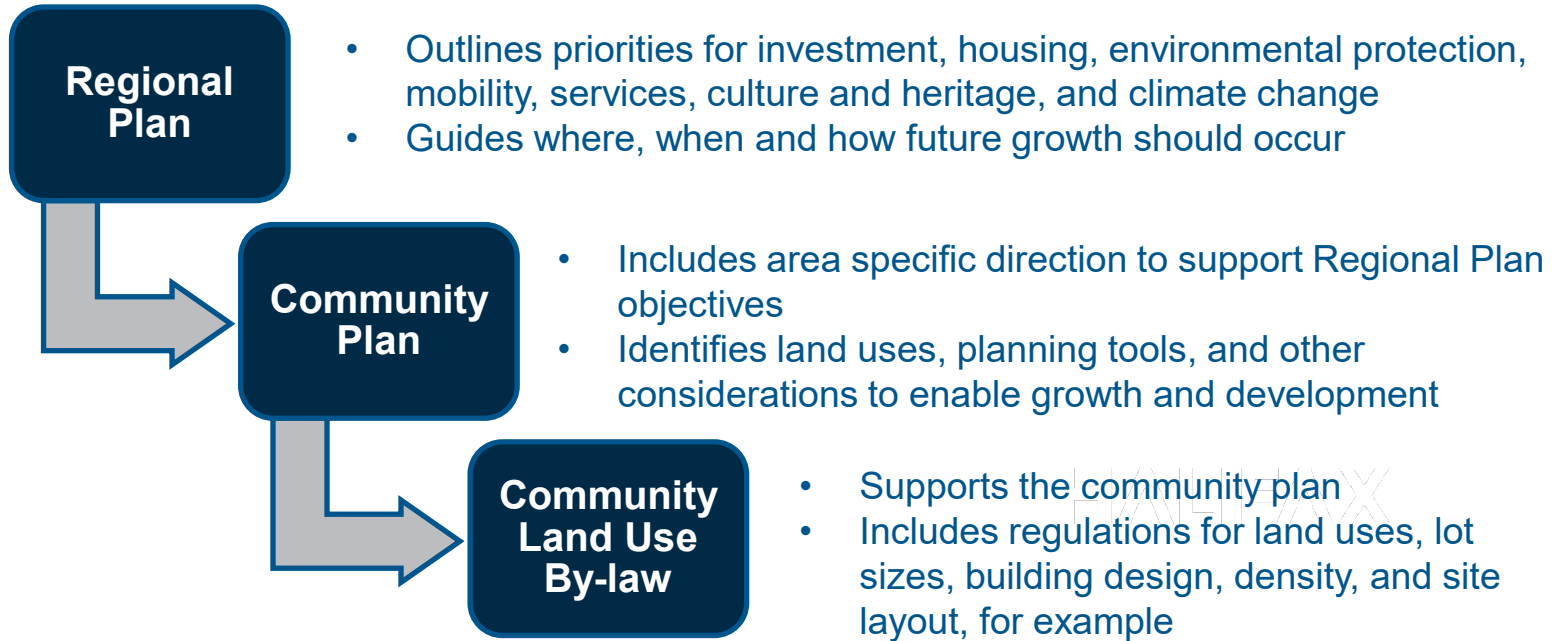 Regional
Plan
• Outlines priorities for investment, housing, environmental protection,
mobility, services, culture and heritage, and climate change
• Guides where, when and how future growth should occur
Community
Plan
• Includes area specific direction to support Regional Plan
objectives
• Identifies land uses, planning tools, and other
considerations to enable growth and development
Community
Land Use
By-law
• Supports the community plan
• Includes regulations for land uses, lot
sizes, building design, density, and site
layout, for example
HALIFAX